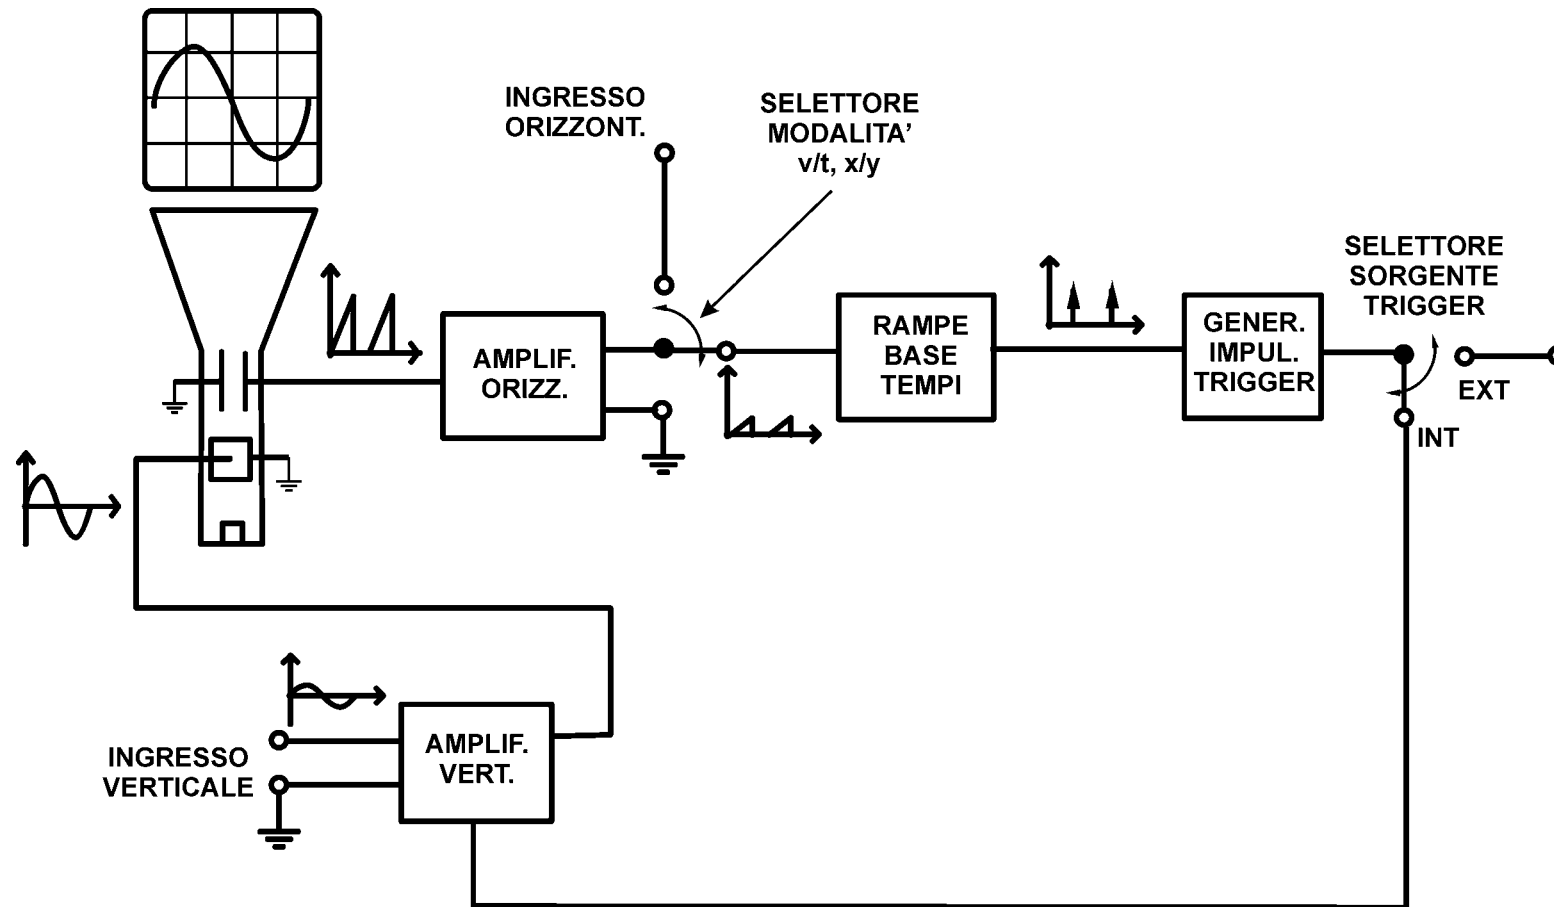 INGRESSO
ORIZZONT.
SELETTORE
MODALITA’
v/t, x/y
SELETTORE
SORGENTE
TRIGGER
AMPLIF.
ORIZZ.
RAMPE
BASE
TEMPI
GENER.
IMPUL.
TRIGGER
EXT
INT
INGRESSO
VERTICALE
AMPLIF.
VERT.